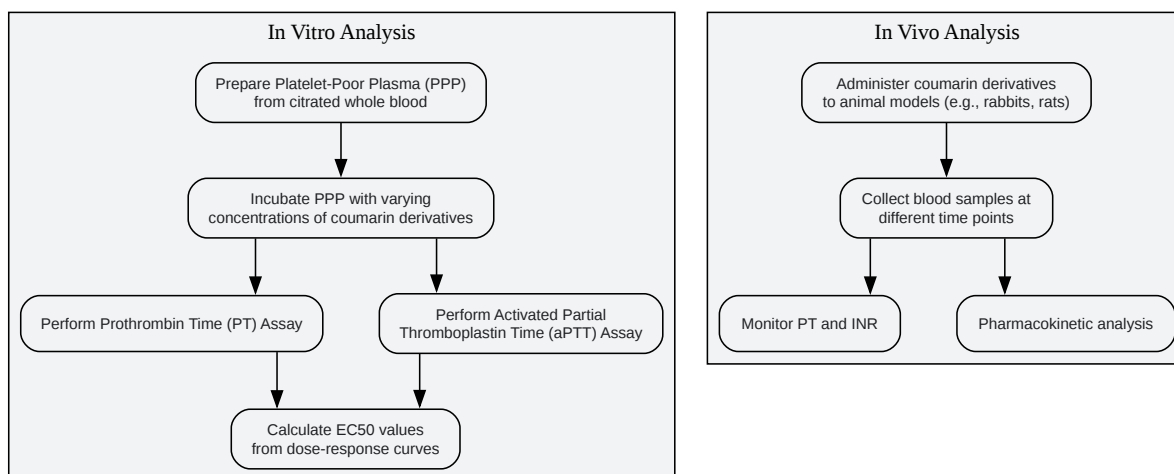 In Vitro Analysis
Prepare Platelet-Poor Plasma (PPP)
from citrated whole blood
Incubate PPP with varying
concentrations of coumarin derivatives
Perform Prothrombin Time (PT) Assay
Perform Activated Partial
Thromboplastin Time (aPTT) Assay
Calculate EC50 values
from dose-response curves
In Vivo Analysis
Administer coumarin derivatives
to animal models (e.g., rabbits, rats)
Collect blood samples at
different time points
Monitor PT and INR
Pharmacokinetic analysis